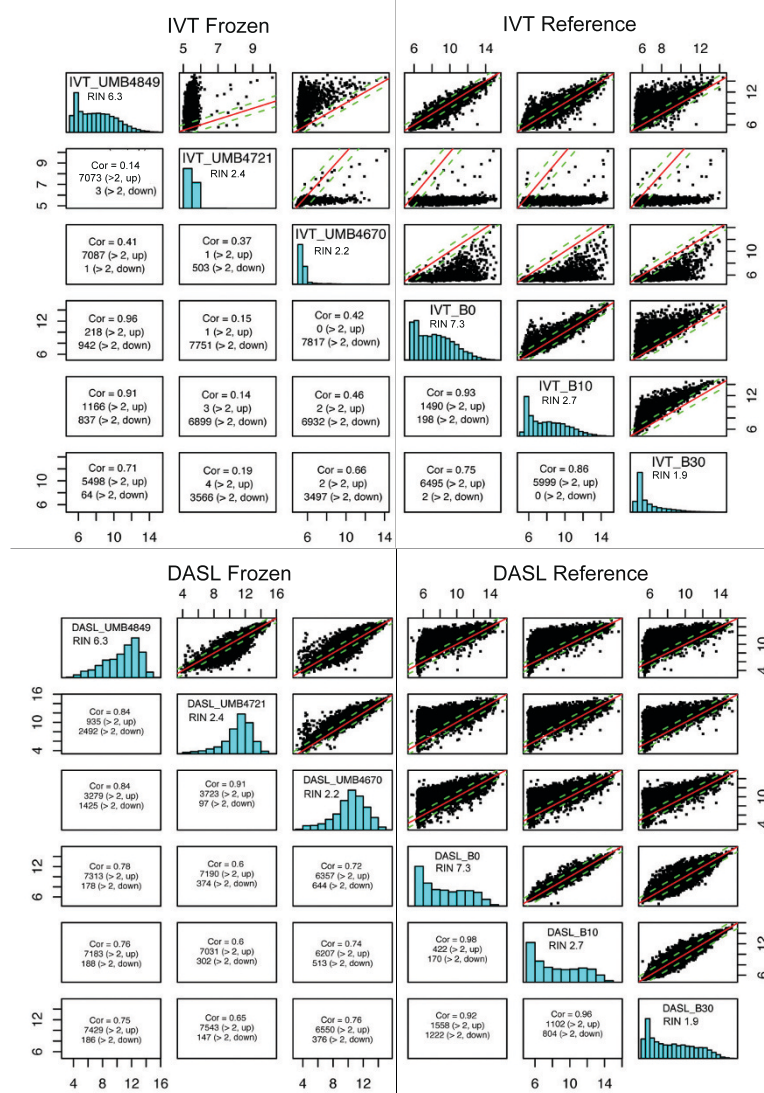 IVT Frozen
IVT Reference
5 6 7 8 9 10
6 8 10 12 14
6 8 10 12 14
IVT_UMB4849
RIN 6.3
6
12
5
7
9
Cor = 0.14
7073 (>2, up)
3 (> 2, down)
IVT_UMB4721
RIN 2.4
Cor = 0.41
7087 (> 2, up)
1 (> 2, down)
Cor = 0.37
1 (> 2, up)
503 (> 2, down)
IVT_UMB4670
RIN 2.2
6
10
6
12
Cor = 0.96
218 (> 2, up)
942 (> 2, down)
Cor = 0.15
1 (> 2, up)
7751 (> 2, down)
Cor = 0.42
0 (> 2, up)
7817 (> 2, down)
IVT_B0
RIN 7.3
Cor = 0.91
1166 (> 2, up)
837 (> 2, down)
Cor = 0.14
3 (> 2, up)
6899 (> 2, down)
Cor = 0.46
2 (> 2, up)
6932 (> 2, down)
Cor = 0.93
1490 (> 2, up)
198 (> 2, down)
IVT_B10
RIN 2.7
6
12
6
10
Cor = 0.71
5498 (> 2, up)
64 (> 2, down)
Cor = 0.19
4 (> 2, up)
3566 (> 2, down)
Cor = 0.66
2 (> 2, up)
3497 (> 2, down)
Cor = 0.75
6495 (> 2, up)
2 (> 2, down)
Cor = 0.86
5999 (> 2, up)
0 (> 2, down)
IVT_B30
RIN 1.9
6 10 14
6 10 14
6 10 14
DASL Frozen
DASL Reference
4 6 8 10 12 16
6 10 14
6 8 10 12 14
DASL_UMB4849
RIN 6.3
4
10
4
10
16
Cor = 0.84
935 (> 2, up)
2492 (> 2, down)
DASL_UMB4721
RIN 2.4
Cor = 0.84
3279 (> 2, up)
1425 (> 2, down)
Cor = 0.91
3723 (> 2, up)
97 (> 2, down)
DASL_UMB4670
RIN 2.2
4
10
6
12
Cor = 0.78
7313 (> 2, up)
178 (> 2, down)
Cor = 0.6
7190 (> 2, up)
374 (> 2, down)
Cor = 0.72
6357 (> 2, up)
644 (> 2, down)
DASL_B0
RIN 7.3
Cor = 0.76
7183 (> 2, up)
188 (> 2, down)
Cor = 0.6
7031 (> 2, up)
302 (> 2, down)
Cor = 0.74
6207 (> 2, up)
513 (> 2, down)
Cor = 0.98
422 (> 2, up)
170 (> 2, down)
DASL_B10
RIN 2.7
6
12
6
12
Cor = 0.75
7429 (> 2, up)
186 (> 2, down)
Cor = 0.65
7543 (> 2, up)
147 (> 2, down)
Cor = 0.76
6550 (> 2, up)
376 (> 2, down)
Cor = 0.92
1558 (> 2, up)
1222 (> 2, down)
Cor = 0.96
1102 (> 2, up)
804 (> 2, down)
DASL_B30
RIN 1.9
4 8 12 16
4 8 12
6 10 14